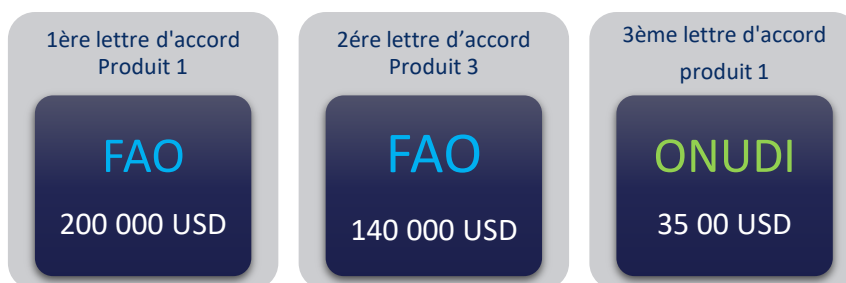 1ère lettre d'accord
Produit 1
FAO
200 000 USD
2ére lettre d’accord
Produit 3
FAO
140 000 USD
3ème lettre d'accord
produit 1
ONUDI
35 00 USD